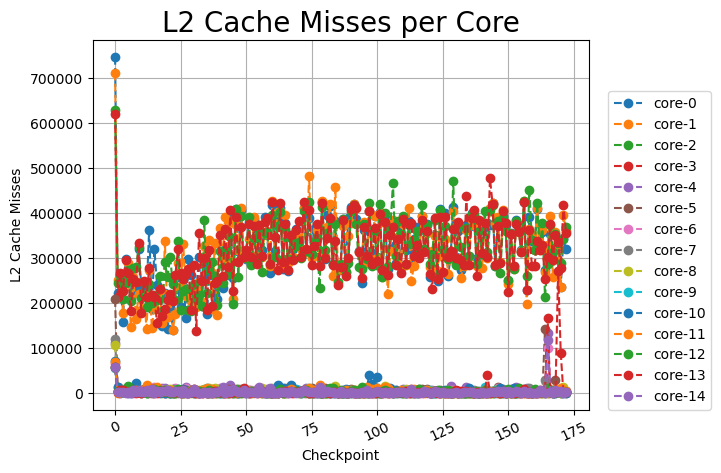 L2 Cache Misses per Core
L2 Cache Misses
700000
600000
500000
400000
300000
200000
100000
0
0
25
50
75
100
125
150
175
Checkpoint
core-0
core-1
core-2
core-3
core-4
core-5
core-6
core-7
core-8
core-9
core-10
core-11
core-12
core-13
core-14